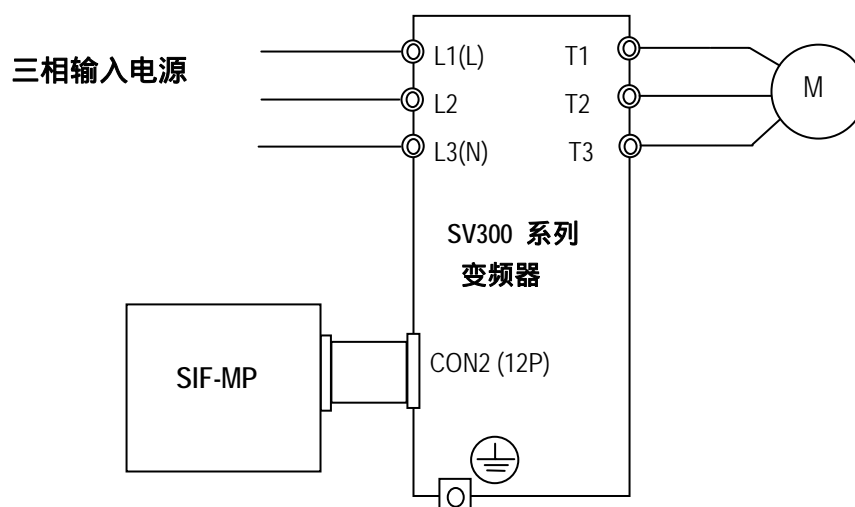 三相输入电源
L1(L)
L2
L3(N)
T1
T2
T3
M
SV300 系列
变频器
SIF-MP
CON2 (12P)